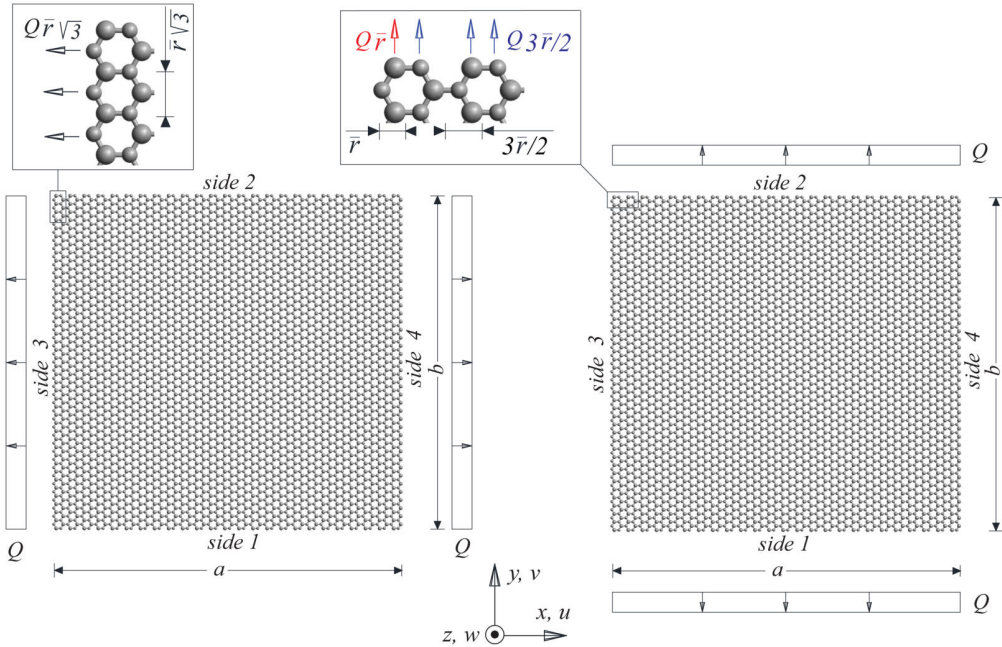 Q r̅ √3
r̅ √3
Q r̅
Q 3r̅/2
r̅
3r̅/2
side 2
side 2
Q
side 3
side 4
b
side 3
side 4
b
Q
side 1
Q
side 1
a
a
y, v
x, u
z, w
Q